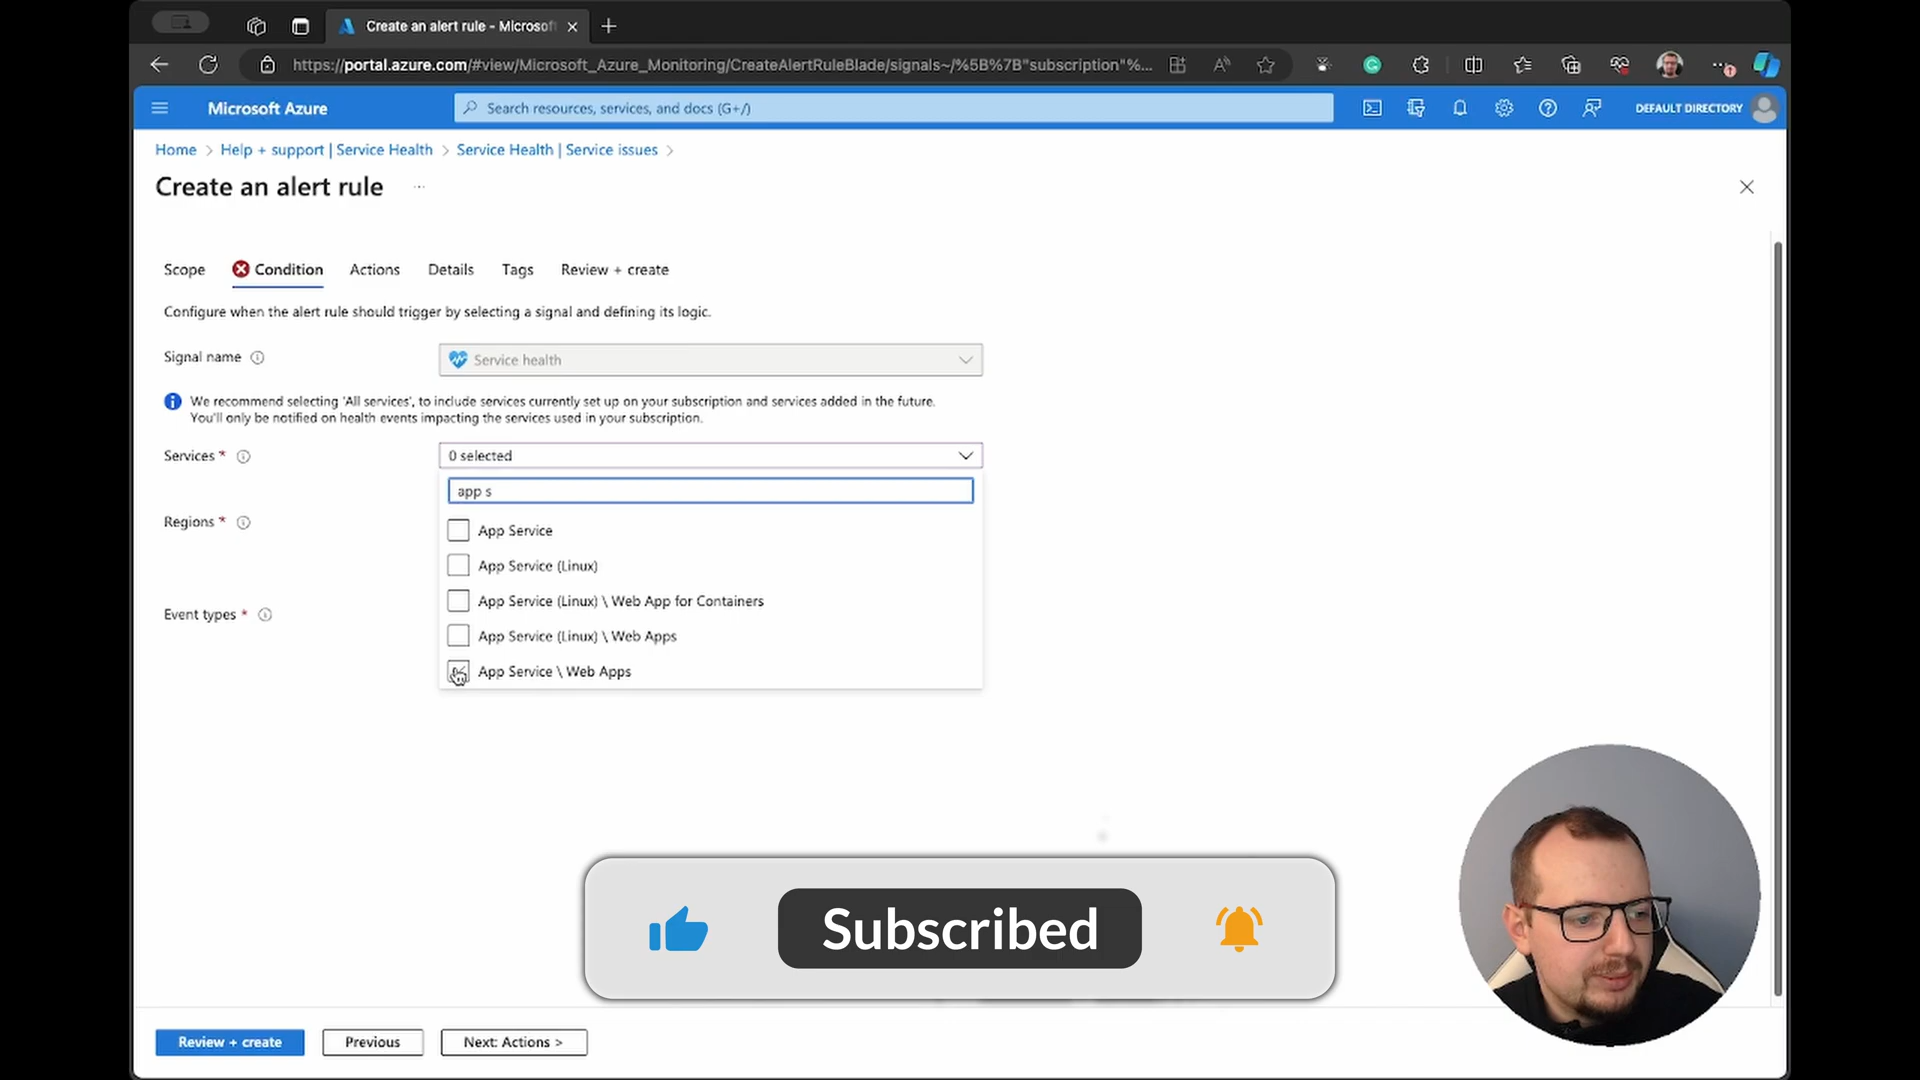 Create an alert rule - Microsof
https://portal.azure.com/#view/Microsoft_Azure_Monitoring/CreateAlertRuleBlade/signals~/%5B%7B"subscription"%...
Microsoft Azure
Search resources, services, and docs (G+/)
DEFAULT DIRECTORY
Home > Help + support | Service Health > Service Health | Service issues >
Create an alert rule ...
Scope Condition Actions Details Tags Review + create
Configure when the alert rule should trigger by selecting a signal and defining its logic.
Signal name
Service health
We recommend selecting 'All services', to include services currently set up on your subscription and services added in the future.
You'll only be notified on health events impacting the services used in your subscription.
Services *
0 selected
app s
Regions *
App Service
App Service (Linux)
App Service (Linux) \ Web App for Containers
Event types *
App Service (Linux) \ Web Apps
App Service \ Web Apps
Subscribed
Review + create
Previous
Next: Actions >